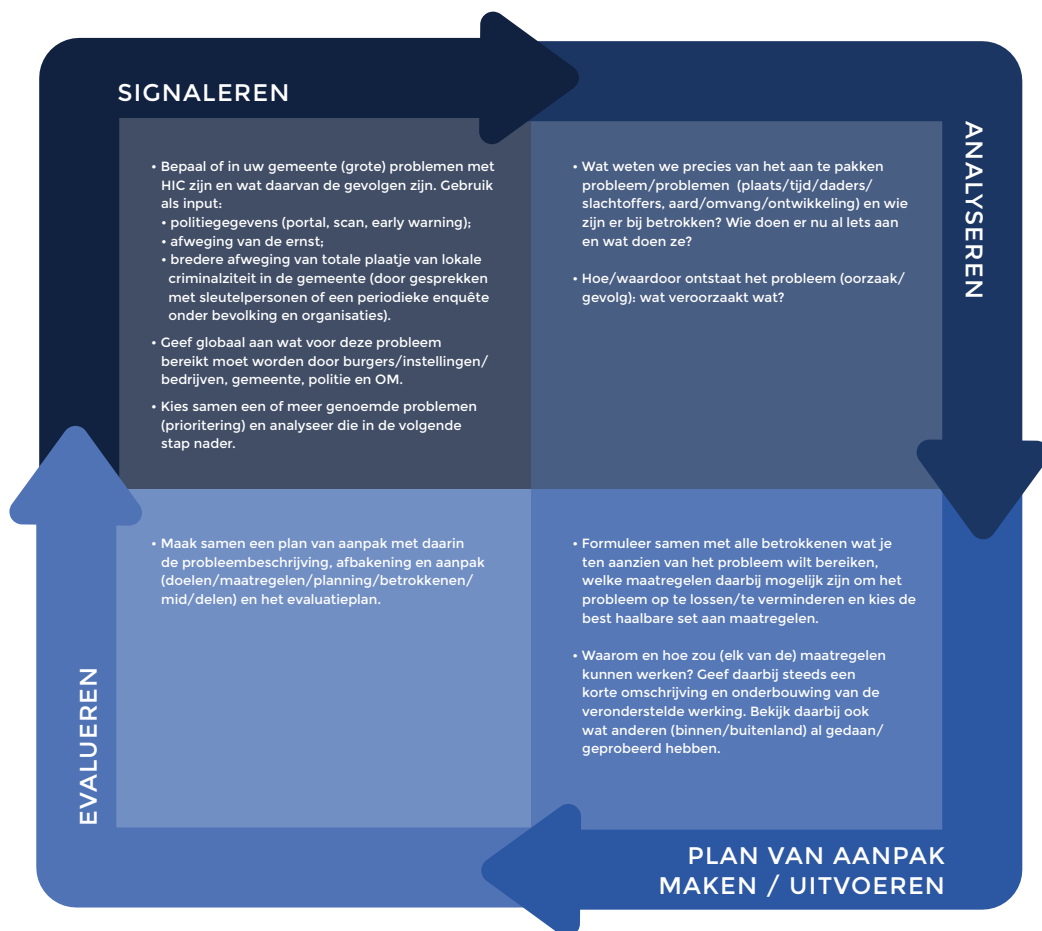 SIGNALEREN
• Bepaal of in uw gemeente (grote) problemen met
HIC zijn en wat daarvan de gevolgen zijn. Gebruik
als input:
• politiegegevens (portal, scan, early warning);
• afweging van de ernst;
• bredere afweging van totale plaatje van lokale
criminalziteit in de gemeente (door gesprekken
met sleutelpersonen of een periodieke enquête
onder bevolking en organisaties).
• Geef globaal aan wat voor deze probleem
bereikt moet worden door burgers/instellingen/
bedrijven, gemeente, politie en OM.
• Kies samen een of meer genoemde problemen
(prioritering) en analyseer die in de volgende
stap nader.
ANALYSEREN
• Wat weten we precies van het aan te pakken
probleem/problemen (plaats/tijd/daders/
slachtoffers, aard/omvang/ontwikkeling) en wie
zijn er bij betrokken? Wie doen er nu al Iets aan
en wat doen ze?
• Hoe/waardoor ontstaat het probleem (oorzaak/
gevolg): wat veroorzaakt wat?
• Formuleer samen met alle betrokkenen wat je
ten aanzien van het probleem wilt bereiken,
welke maatregelen daarbij mogelijk zijn om het
probleem op te lossen/te verminderen en kies de
best haalbare set aan maatregelen.
• Waarom en hoe zou (elk van de) maatregelen
kunnen werken? Geef daarbij steeds een
korte omschrijving en onderbouwing van de
veronderstelde werking. Bekijk daarbij ook
wat anderen (binnen/buitenland) al gedaan/
geprobeerd hebben.
PLAN VAN AANPAK
MAKEN / UITVOEREN
• Maak samen een plan van aanpak met daarin
de probleembeschrijving, afbakening en aanpak
(doelen/maatregelen/planning/betrokkenen/
mid/delen) en het evaluatieplan.
EVALUEREN